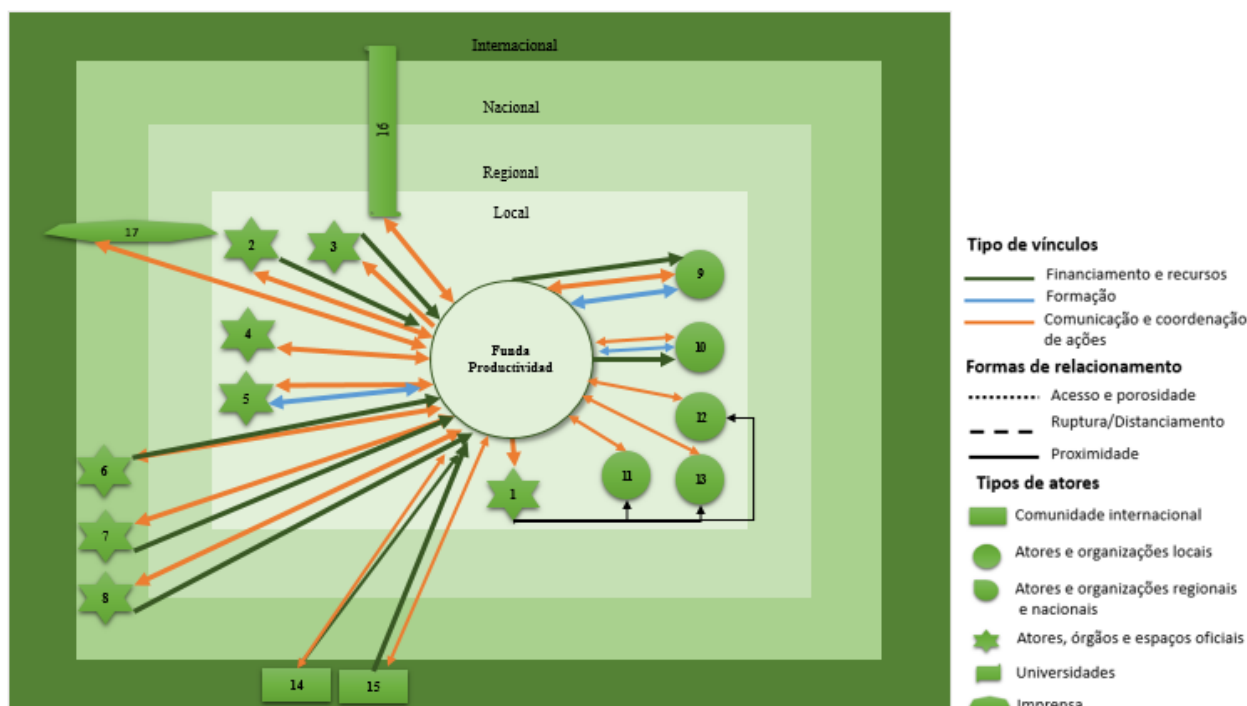 Internacional
Nacional
Regional
Local
16
17
2
3
9
4
Funda
Productividad
10
5
12
6
11
13
1
7
8
14
15
Tipo de vínculos
Financiamento e recursos
Formação
Comunicação e coordenação
de ações
Formas de relacionamento
Acesso e porosidade
Ruptura/Distanciamento
Proximidade
Tipos de atores
Comunidade internacional
Atores e organizações locais
Atores e organizações regionais
e nacionais
Atores, órgãos e espaços oficiais
Universidades
Imprensa